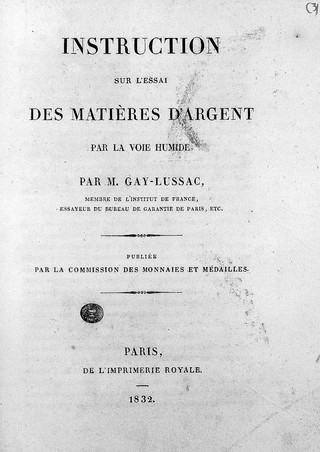 INSTRUCTION
SUR L'ESSAI
DES MATIÈRES D'ARGENT
PAR LA VOIE HUMIDE
PAR M. GAY-LUSSAC,
MEMBRE DE L'INSTITUT DE FRANCE,
ESSAYEUR DU BUREAU DE GARANTIE DE PARIS, ETC.
PUBLIÉE
PAR LA COMMISSION DES MONNAIES ET MÉDAILLES.
PARIS,
DE L'IMPRIMERIE ROYALE.
1832.